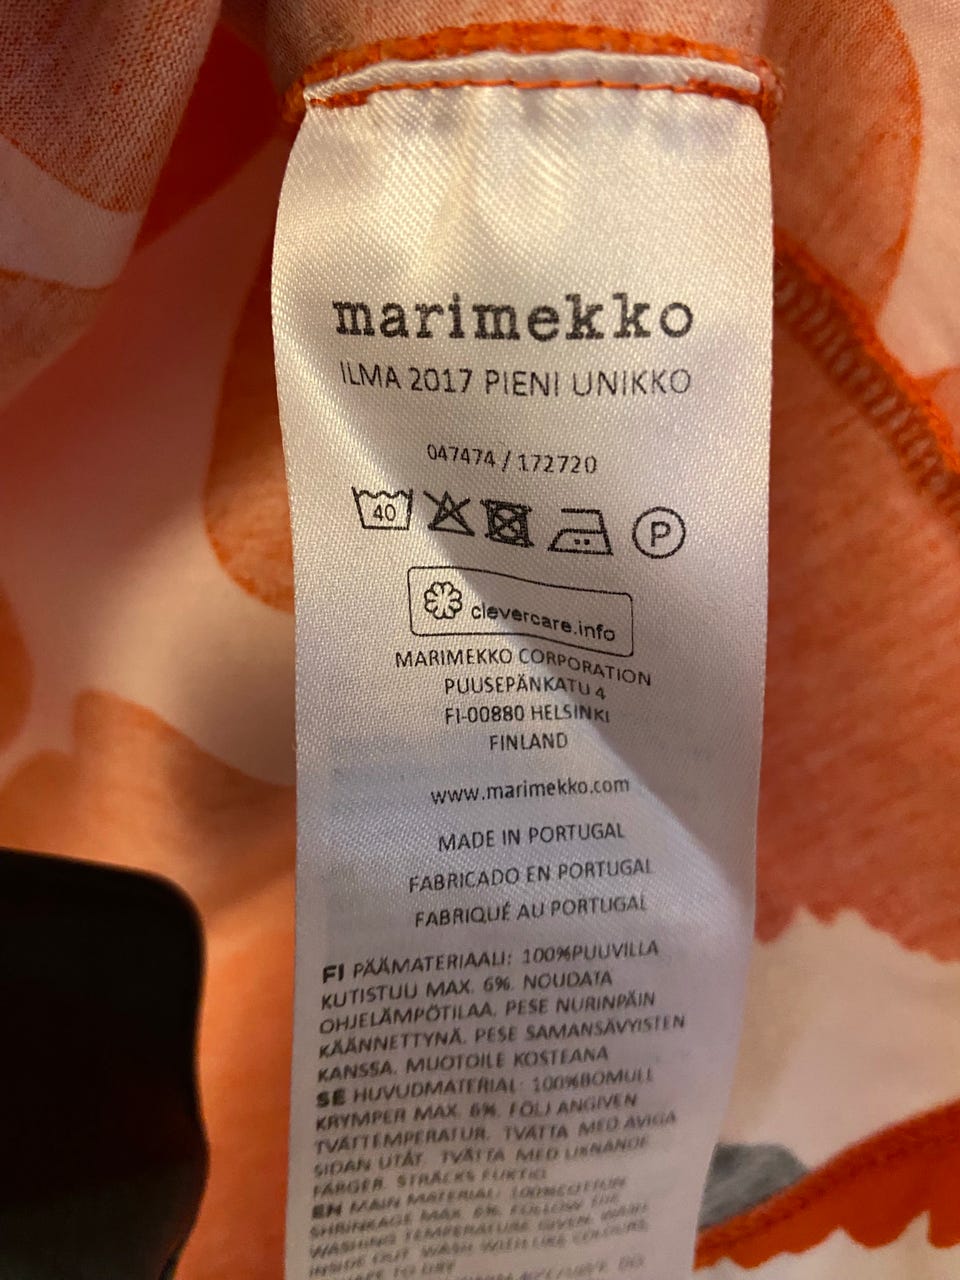 marimekko
ILMA 2017 PIENI UNIKKO
047474 / 172720
40
P
clevercare.info
MARIMEKKO CORPORATION
PUUSEPÄNKATU 4
FI-00880 HELSINKI
FINLAND
www.marimekko.com
MADE IN PORTUGAL
FABRICADO EN PORTUGAL
FABRIQUÉ AU PORTUGAL
FI PÄÄMATERIAALI: 100%PUUVILLA
KUTISTUU MAX. 6%. NOUDATA
OHJELÄMPÖTILAA. PESE NURINPÄIN
KÄÄNNETTYNÄ. PESE SAMANSÄVYISTEN
KANSSA. MUOTOILE KOSTEANA
SE HUVUDMATERIAL: 100%BOMULL
KRYMPER MAX. 6%. FÖLJ ANGIVEN
TVÄTTEMPERATUR. TVÄTTA MED AVIGA
SIDAN UTÅT. TVÄTTA MED LIKNANDE
FÄRGER. STRÄCKS FUKTIG
EN MAIN MATERIAL: 100%COTTON
SHRINKAGE MAX. 6%. FOLLOW THE
WASHING TEMPERATURE GIVEN. WASH
INSIDE OUT. WASH WITH LIKE COLOURS.
TO DRY